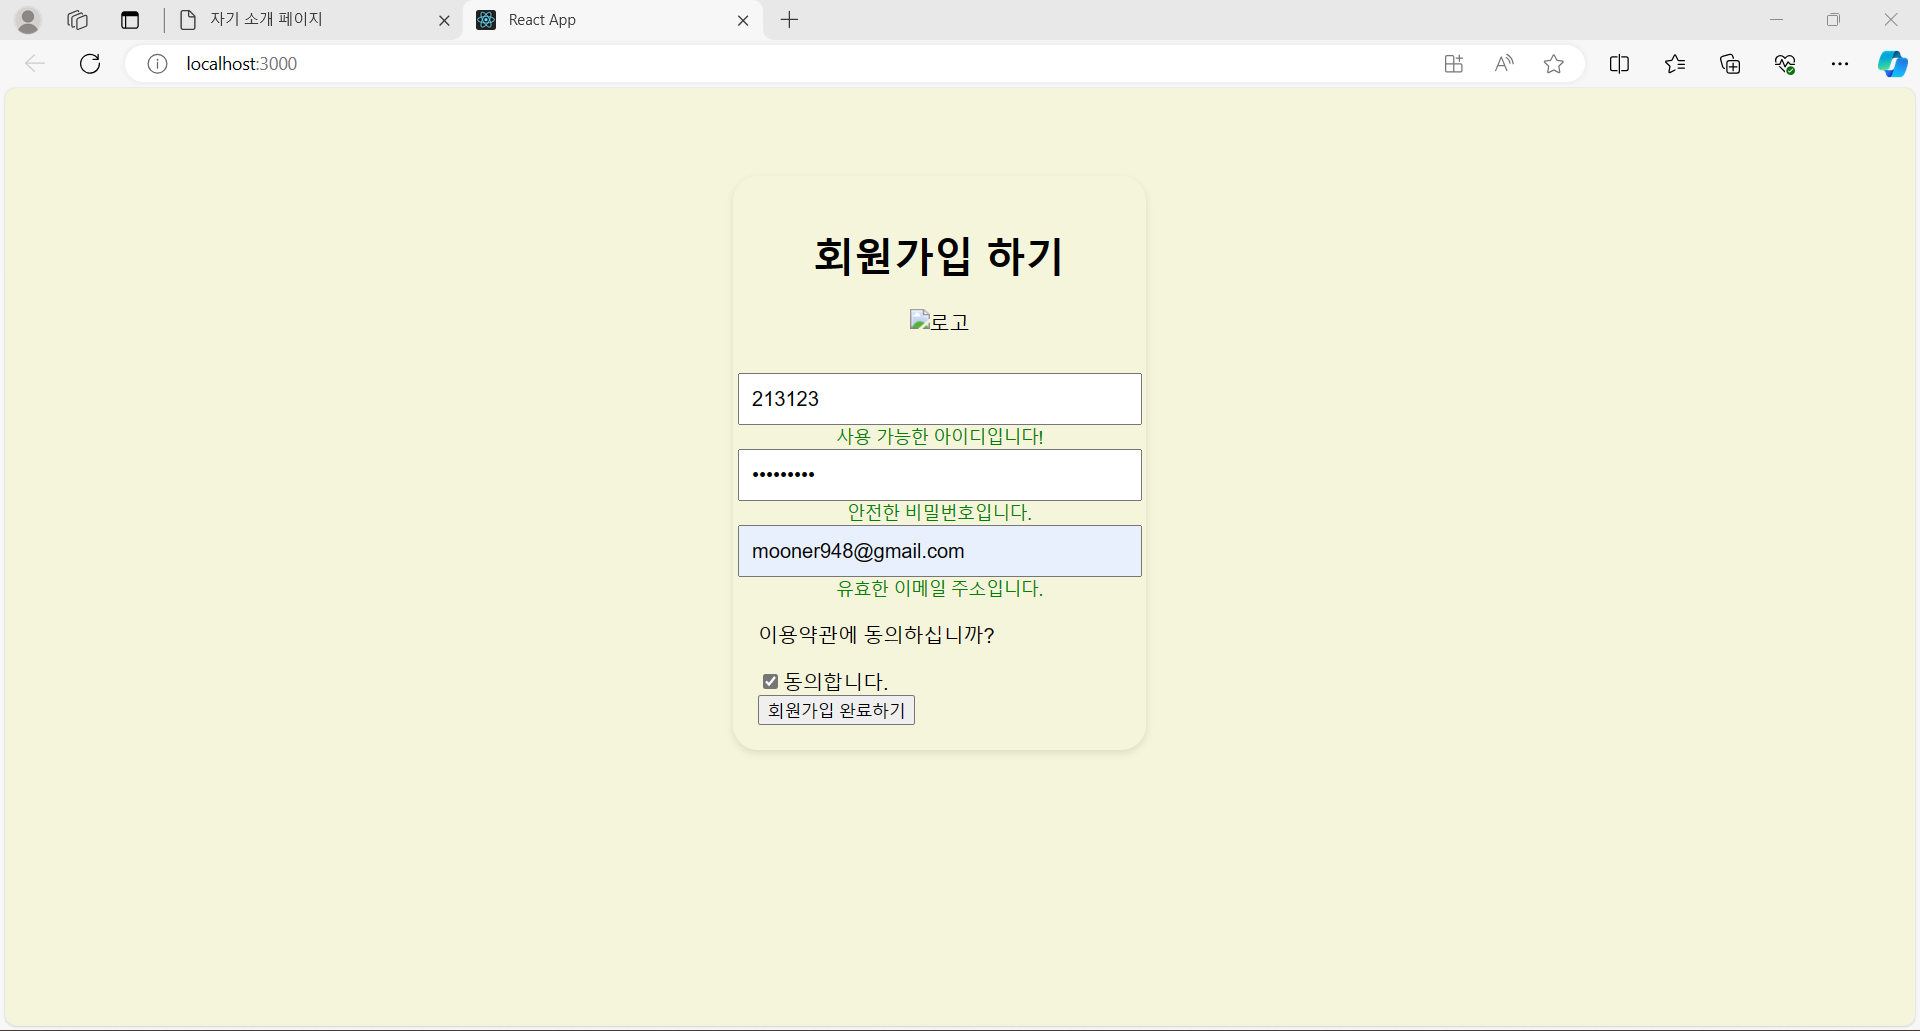 자기 소개 페이지
React App
localhost:3000
회원가입 하기
로고
213123
사용 가능한 아이디입니다!
•••••••••
안전한 비밀번호입니다.
mooner948@gmail.com
유효한 이메일 주소입니다.
이용약관에 동의하십니까?
동의합니다.
회원가입 완료하기